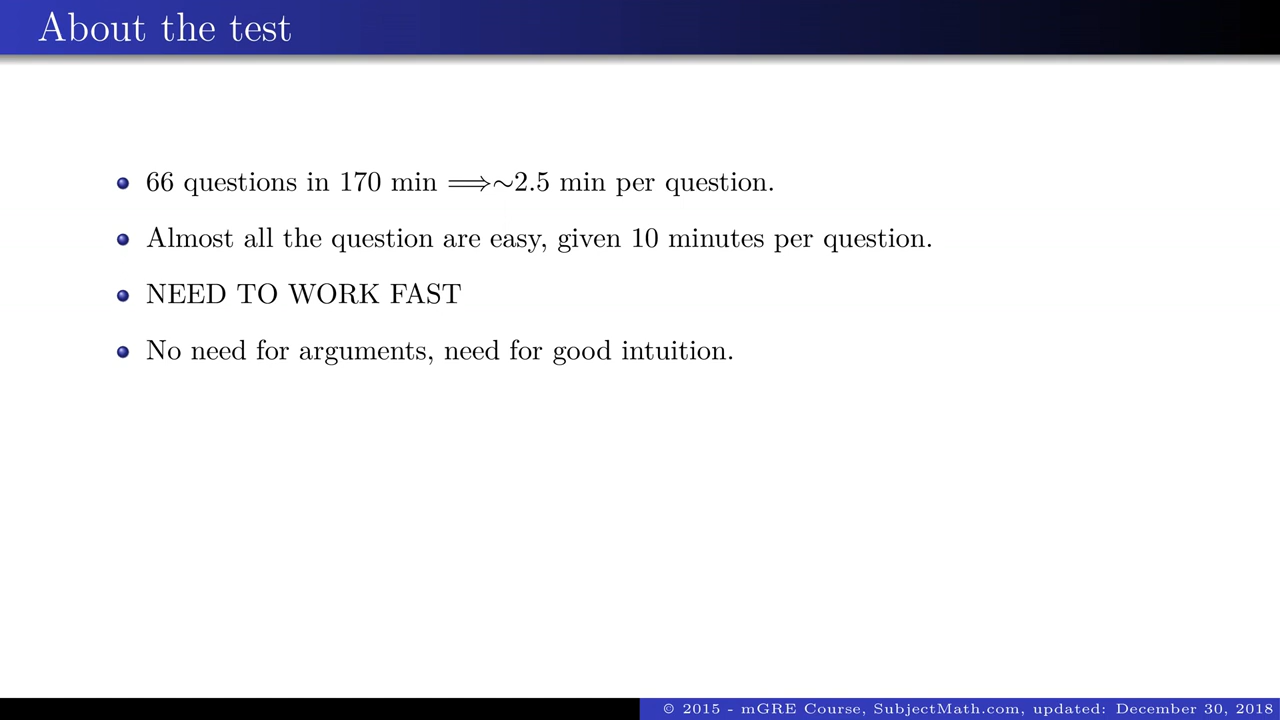 About the test
66 questions in 170 min ⟹∼2.5 min per question.
Almost all the question are easy, given 10 minutes per question.
NEED TO WORK FAST
No need for arguments, need for good intuition.
© 2015 - mGRE Course, SubjectMath.com, updated: December 30, 2018